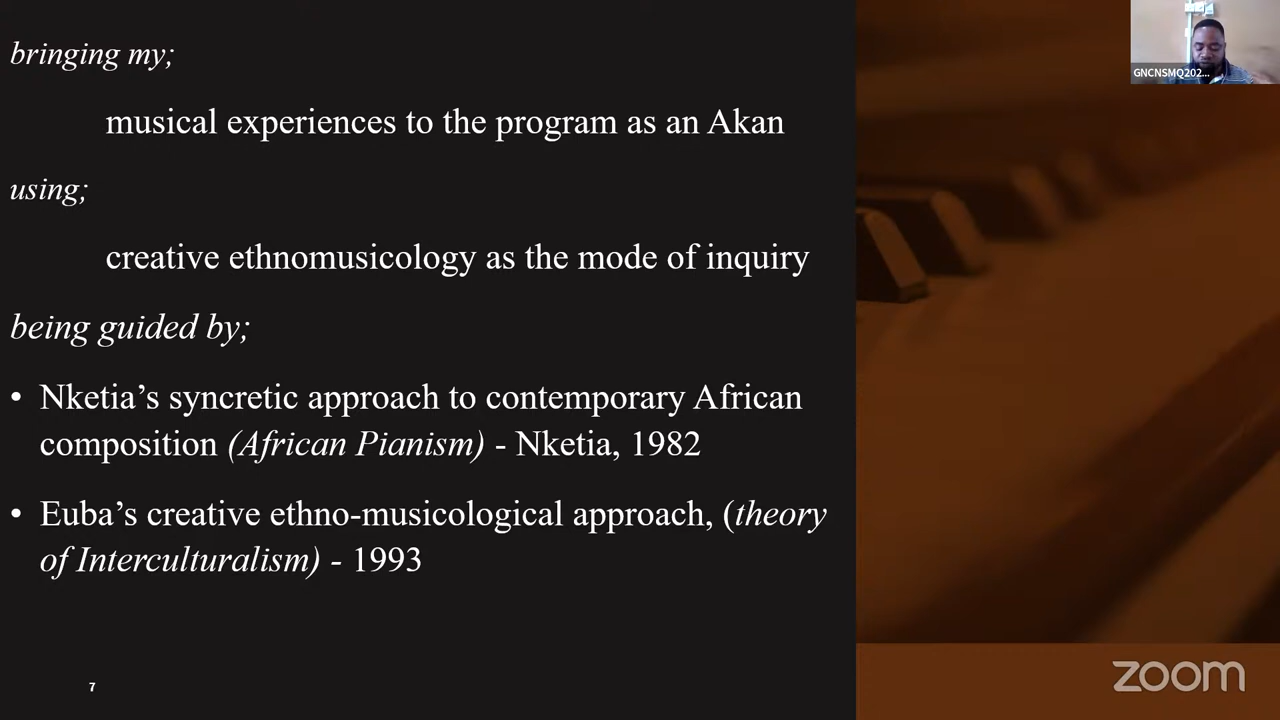 bringing my;
musical experiences to the program as an Akan
using;
creative ethnomusicology as the mode of inquiry
being guided by;
• Nketia’s syncretic approach to contemporary African
composition (African Pianism) - Nketia, 1982
• Euba’s creative ethno-musicological approach, (theory
of Interculturalism) - 1993
7
GNCNSMQ202...
zoom